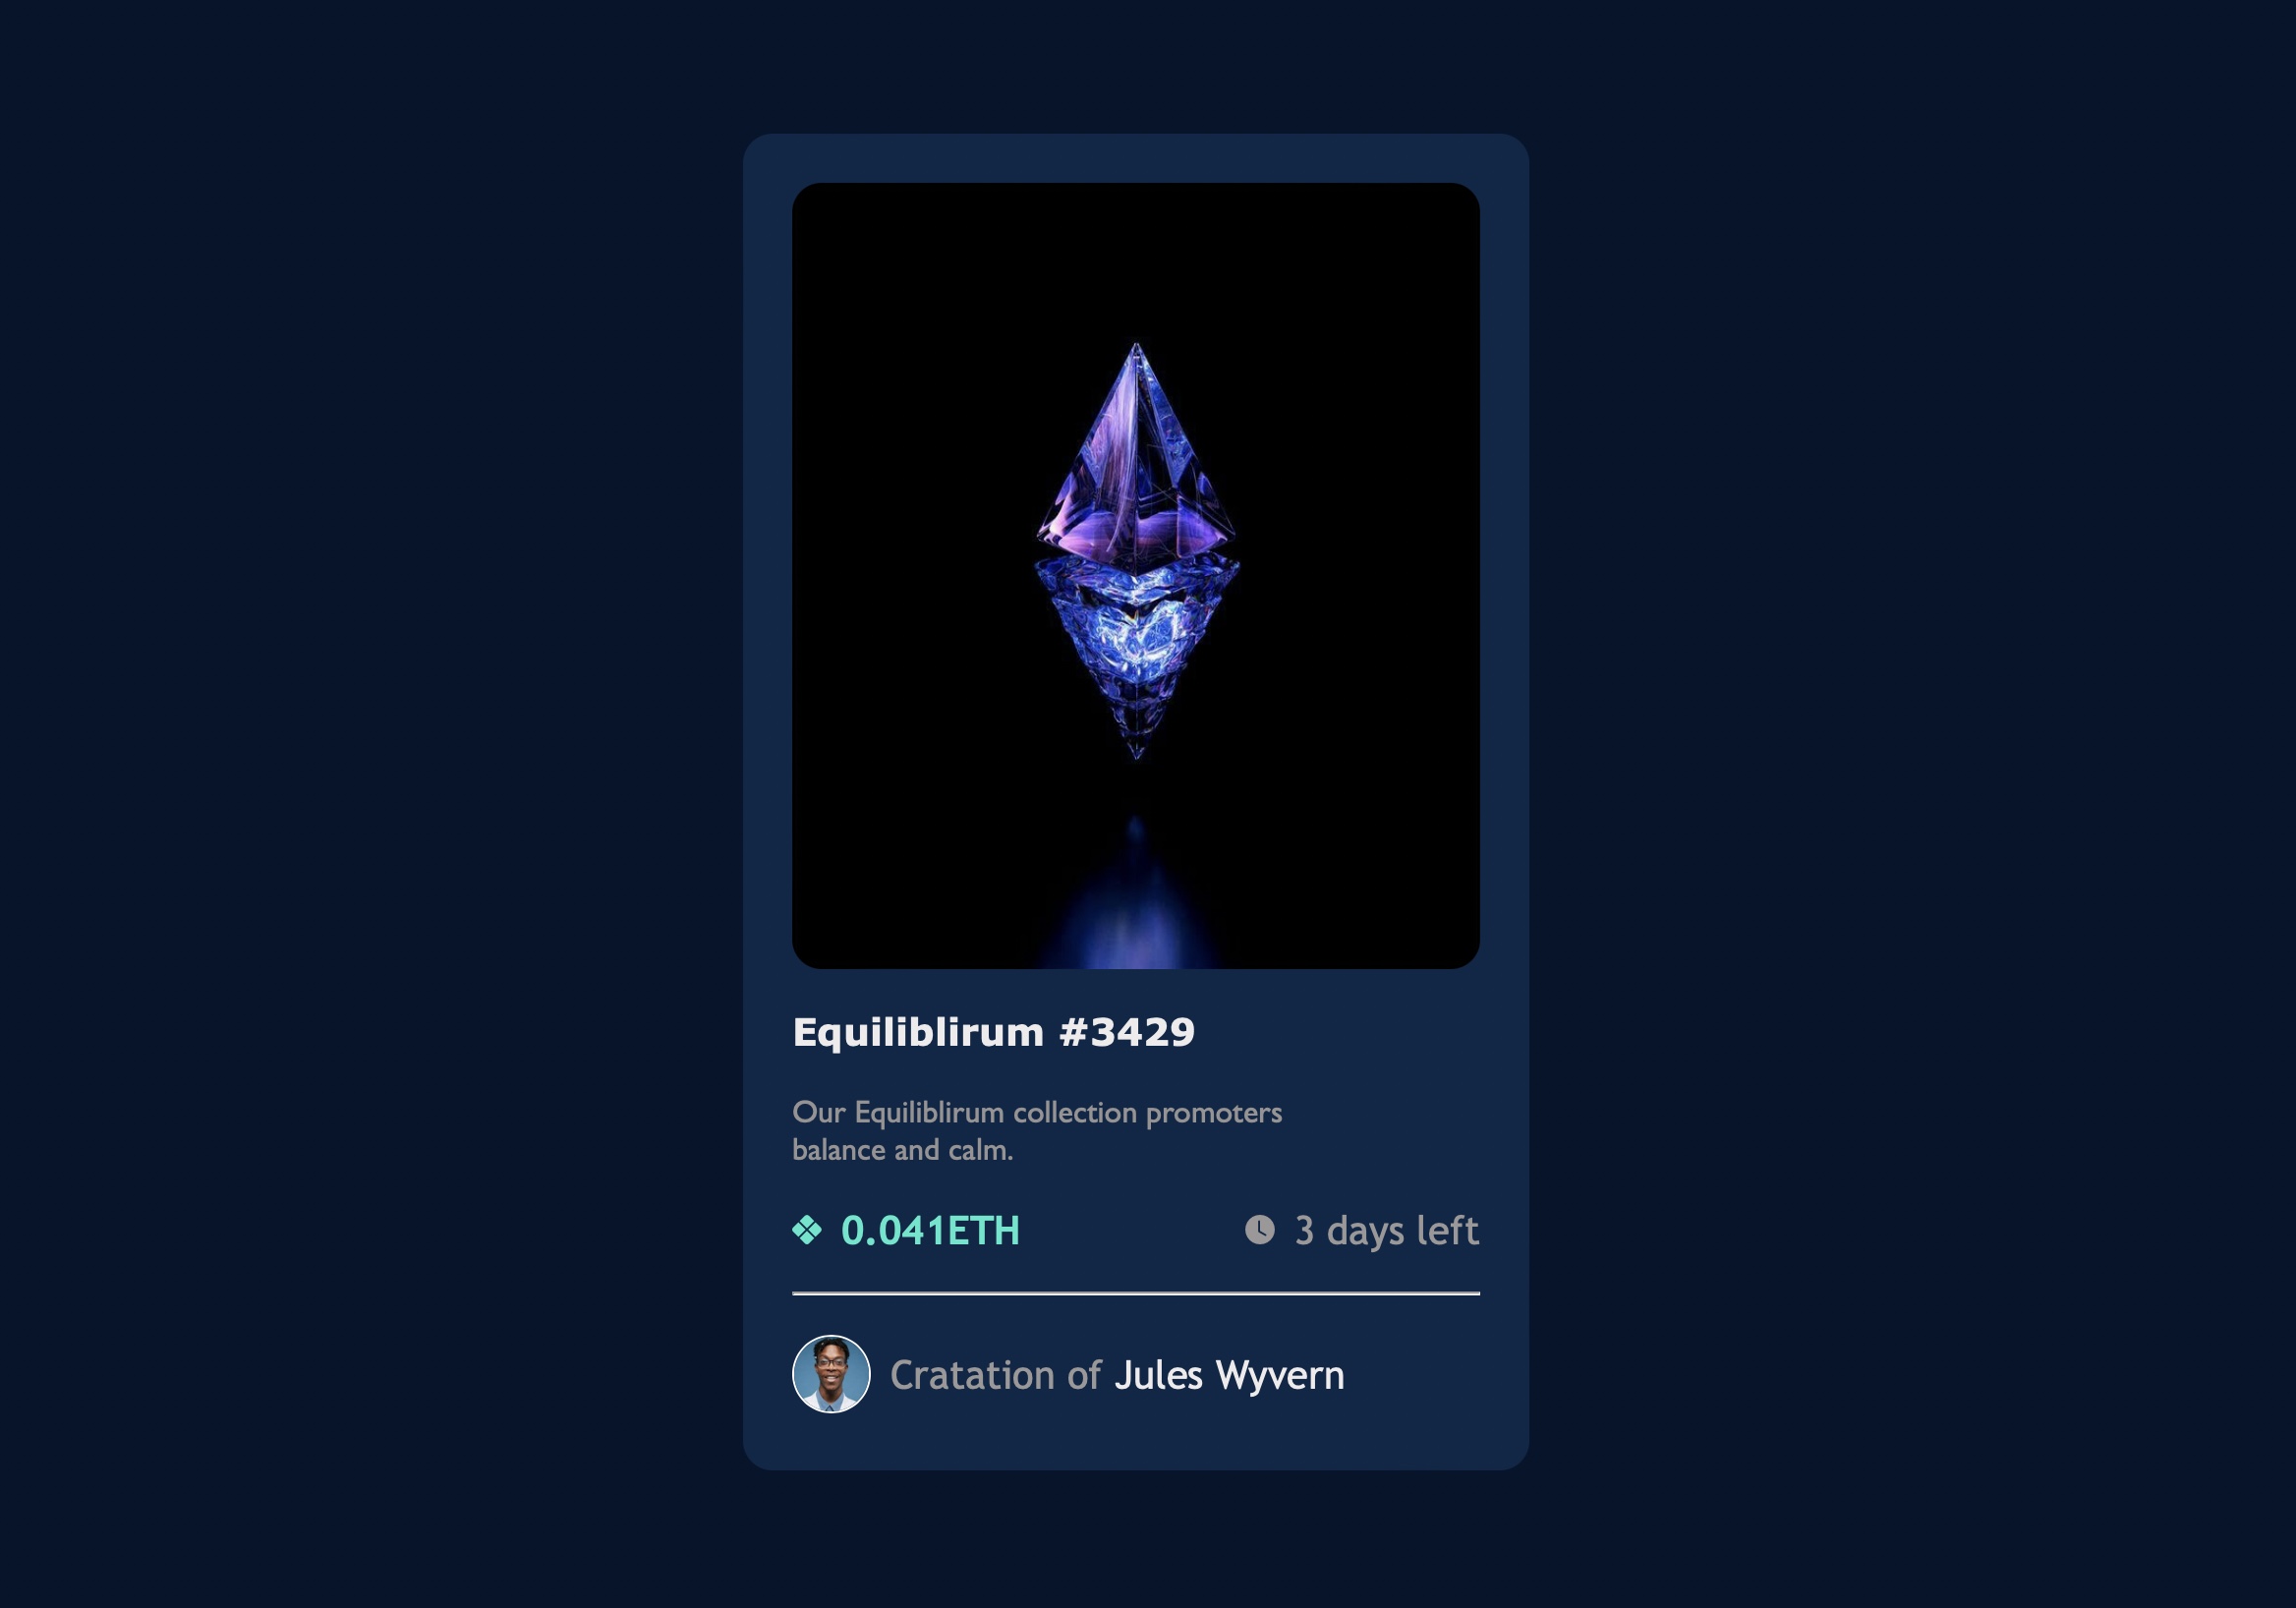 Equiliblirum #3429
Our Equiliblirum collection promoters
balance and calm.
0.041ETH
3 days left
Cratation of Jules Wyvern